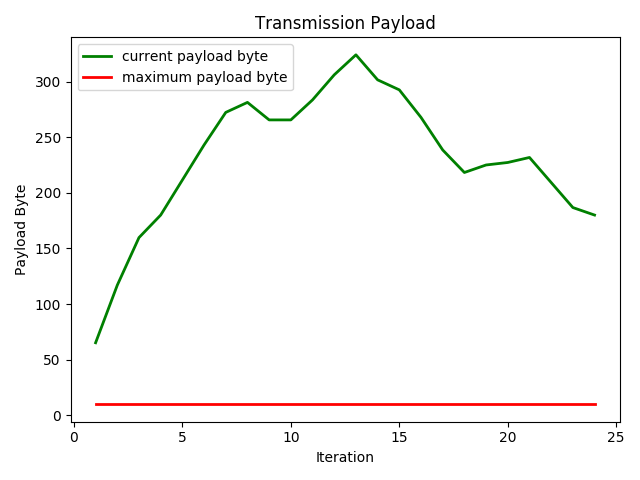 Transmission Payload
current payload byte
maximum payload byte
Payload Byte
300
250
200
150
100
50
0
0 5 10 15 20 25
Iteration